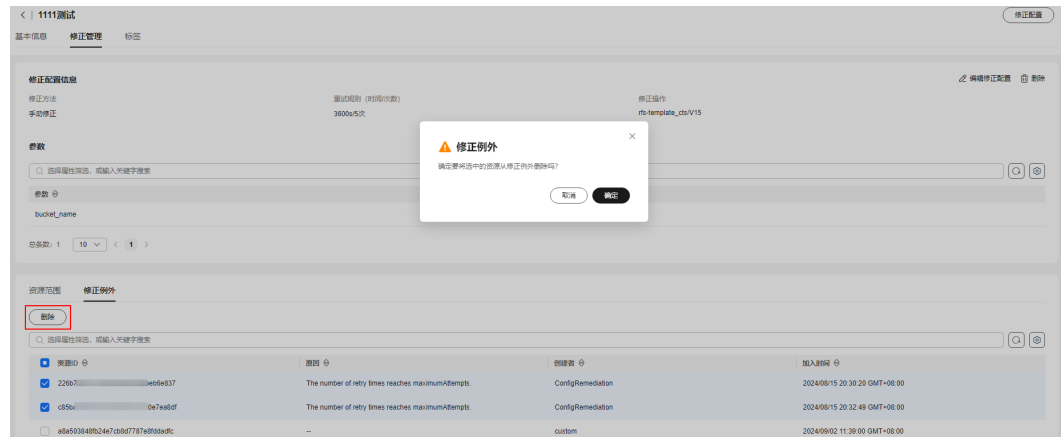 < | 1111测试
修正配置
基本信息 修正管理 标签
修正配置信息
编辑修正配置 删除
修正方法 重试规则（时间/次数） 修正操作
手动修正 3600s/5次 rfs-template_cts/V15
修正例外
确定要将选中的资源从修正例外删除吗?
取消 确定
参数
选择属性筛选，或输入关键字搜索
参数
bucket_name
总条数: 1 10 < 1 >
资源范围 修正例外
删除
选择属性筛选，或输入关键字搜索
资源ID 原因 创建者 加入时间
226b7 eb6e837 The number of retry times reaches maximumAttempts. ConfigRemediation 2024/08/15 20:30:20 GMT+08:00
c85b 0e7ea8df The number of retry times reaches maximumAttempts. ConfigRemediation 2024/08/15 20:32:49 GMT+08:00
a8a503848fb24e7cb8d7787e8fddadfc -- custom 2024/09/02 11:39:00 GMT+08:00